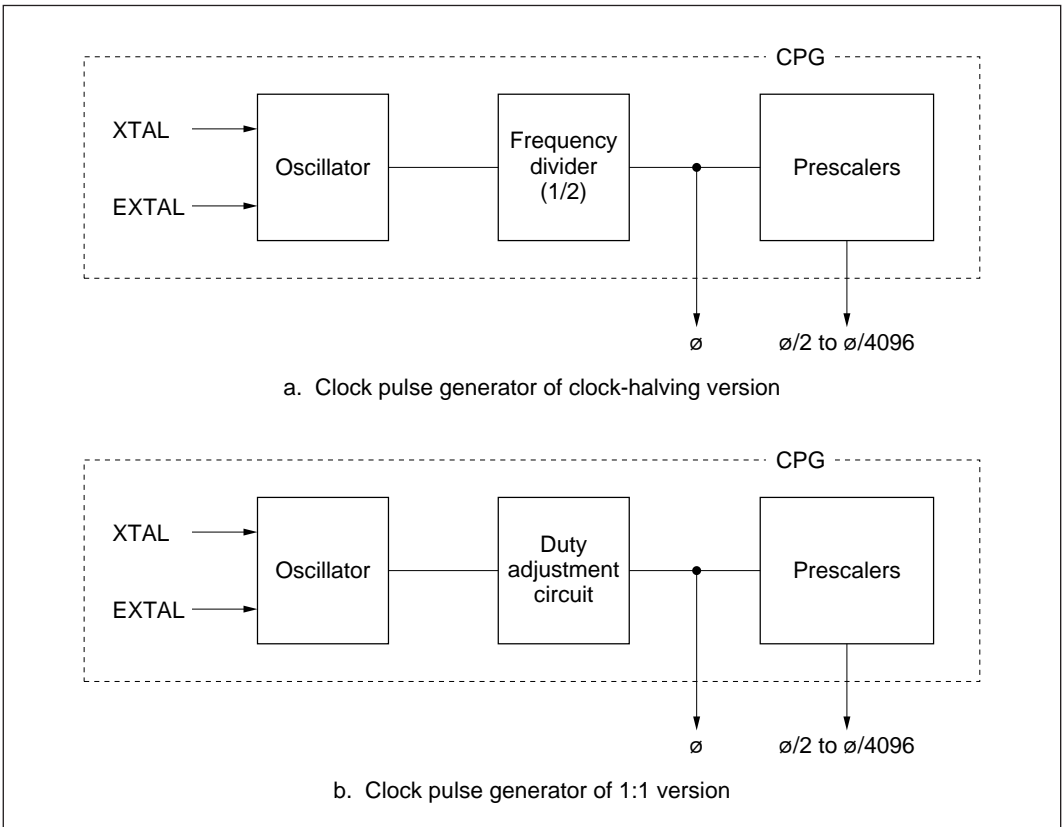 CPG
XTAL
EXTAL
Oscillator
Frequency
divider
(1/2)
Prescalers
ø
ø/2 to ø/4096
a. Clock pulse generator of clock-halving version
CPG
XTAL
EXTAL
Oscillator
Duty
adjustment
circuit
Prescalers
ø
ø/2 to ø/4096
b. Clock pulse generator of 1:1 version